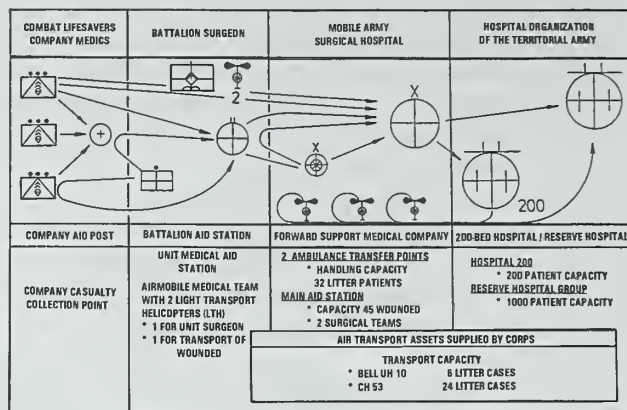 COMBAT LIFESAVERS
COMPANY MEDICS
BATTALION SURGEON
MOBILE ARMY
SURGICAL HOSPITAL
HOSPITAL ORGANIZATION
OF THE TERRITORIAL ARMY
2
X
X
200
COMPANY AID POST
BATTALION AID STATION
FORWARD SUPPORT MEDICAL COMPANY
200-BED HOSPITAL / RESERVE HOSPITAL
COMPANY CASUALTY
COLLECTION POINT
UNIT MEDICAL AID
STATION
AIRMOBILE MEDICAL TEAM
WITH 2 LIGHT TRANSPORT
HELICOPTERS (LTH)
* 1 FOR UNIT SURGEON
* 1 FOR TRANSPORT OF
WOUNDED
2 AMBULANCE TRANSFER POINTS
* HANDLING CAPACITY
32 LITTER PATIENTS
MAIN AID STATION
* CAPACITY 45 WOUNDED
* 2 SURGICAL TEAMS
HOSPITAL 200
* 200 PATIENT CAPACITY
RESERVE HOSPITAL GROUP
* 1000 PATIENT CAPACITY
AIR TRANSPORT ASSETS SUPPLIED BY CORPS
TRANSPORT CAPACITY
* BELL UH 10 6 LITTER CASES
* CH 53 24 LITTER CASES